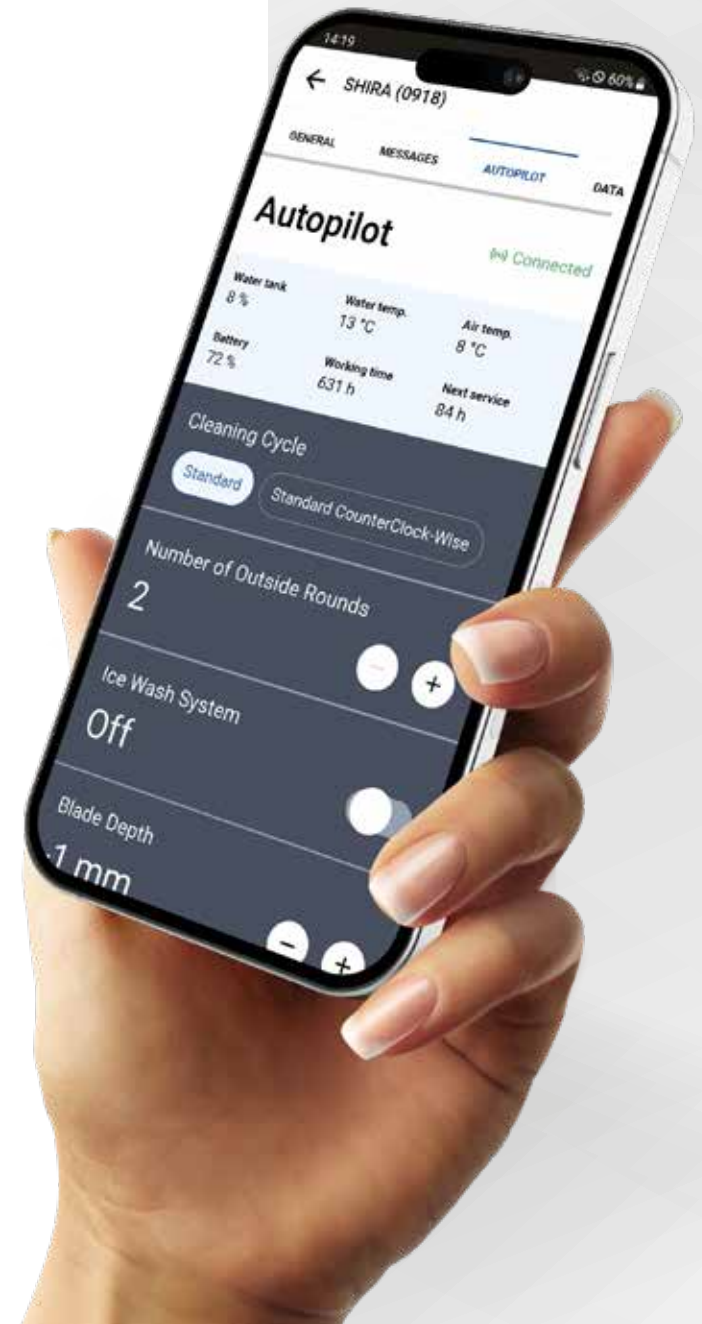 14:19 60%
SHIRA (0918)
GENERAL MESSAGES AUTOPILOT DATA
Autopilot Connected
Water tank Water temp. Air temp.
8 % 13 °C 8 °C
Battery Working time Next service
72 % 631 h 84 h
Cleaning Cycle
Standard Standard CounterClock-Wise
Number of Outside Rounds
2
− +
Ice Wash System
Off
Blade Depth
1 mm
− +